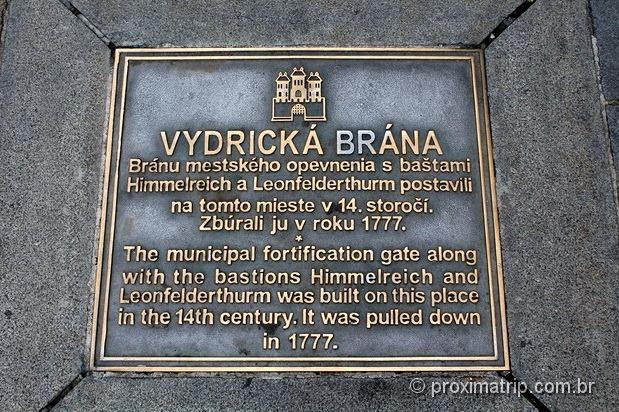 VYDRICKÁ BRÁNA
Bránu mestského opevnenia s baštami
Himmelreich a Leonfelderthurm postavili
na tomto mieste v 14. storočí.
Zbúrali ju v roku 1777.
*
The municipal fortification gate along
with the bastions Himmelreich and
Leonfelderthurm was built on this place
in the 14th century. It was pulled down
in 1777.
© proximatrip.com.br